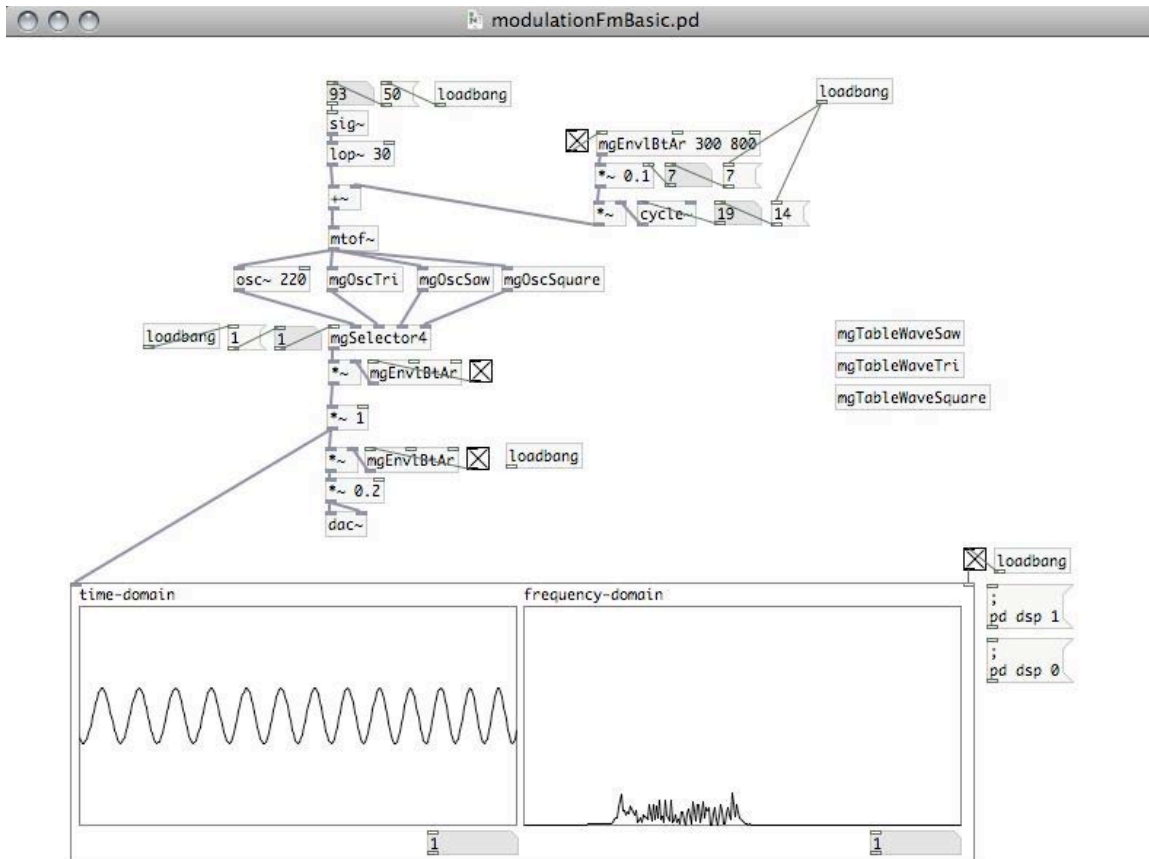 modulationFmBasic.pd
93 50 loadbang
loadbang
sig~
mgEnvlBtAr 300 800
lop~ 30
*~ 0.1 7 7
+~
*~ cycle~ 19 14
mtof~
osc~ 220 mgOscTri mgOscSaw mgOscSquare
loadbang 1 1 mgSelector4
mgTableWaveSaw
*~ mgEnvlBtAr
mgTableWaveTri
mgTableWaveSquare
*~ 1
*~ mgEnvlBtAr loadbang
*~ 0.2
dac~
loadbang
time-domain frequency-domain
;
pd dsp 1
;
pd dsp 0
1 1